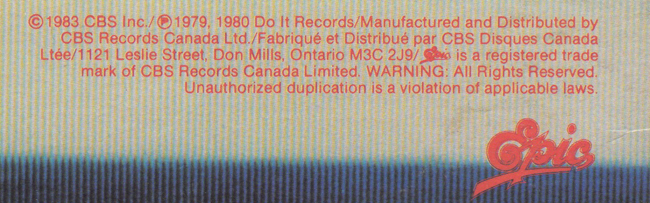 ©1983 CBS Inc./℗1979, 1980 Do It Records/Manufactured and Distributed by
CBS Records Canada Ltd./Fabriqué et Distribué par CBS Disques Canada
Ltée/1121 Leslie Street, Don Mills, Ontario M3C 2J9/Epic is a registered trade
mark of CBS Records Canada Limited. WARNING: All Rights Reserved.
Unauthorized duplication is a violation of applicable laws.
Epic